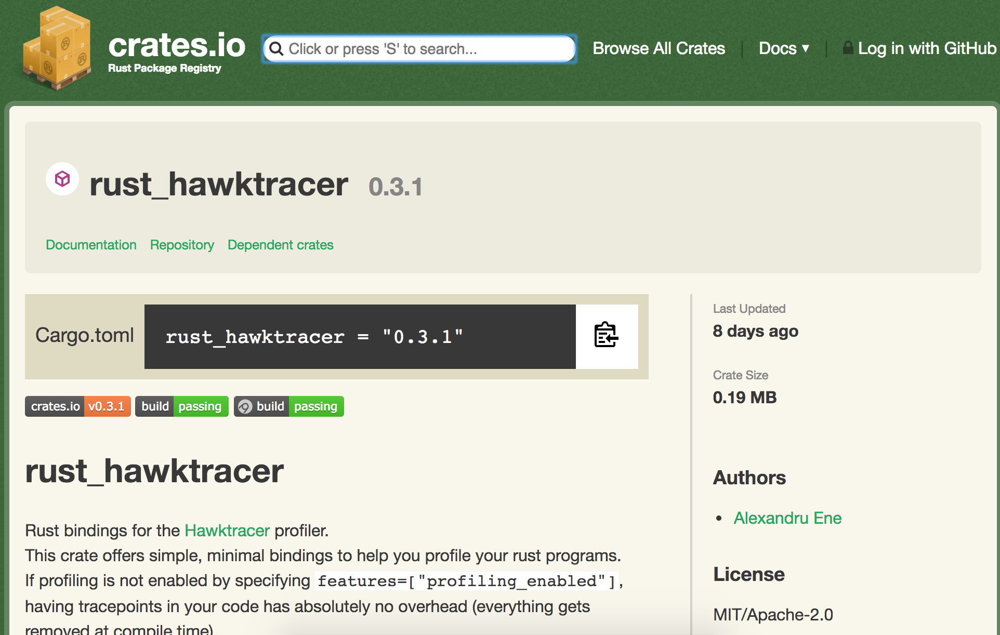 crates.io
Rust Package Registry
Click or press 'S' to search...
Browse All Crates
Docs ▼
Log in with GitHub
rust_hawktracer 0.3.1
Documentation Repository Dependent crates
Cargo.toml
rust_hawktracer = "0.3.1"
crates.io v0.3.1 build passing build passing
rust_hawktracer
Rust bindings for the Hawktracer profiler.
This crate offers simple, minimal bindings to help you profile your rust programs.
If profiling is not enabled by specifying features=["profiling_enabled"],
having tracepoints in your code has absolutely no overhead (everything gets
removed at compile time)
Last Updated
8 days ago
Crate Size
0.19 MB
Authors
• Alexandru Ene
License
MIT/Apache-2.0